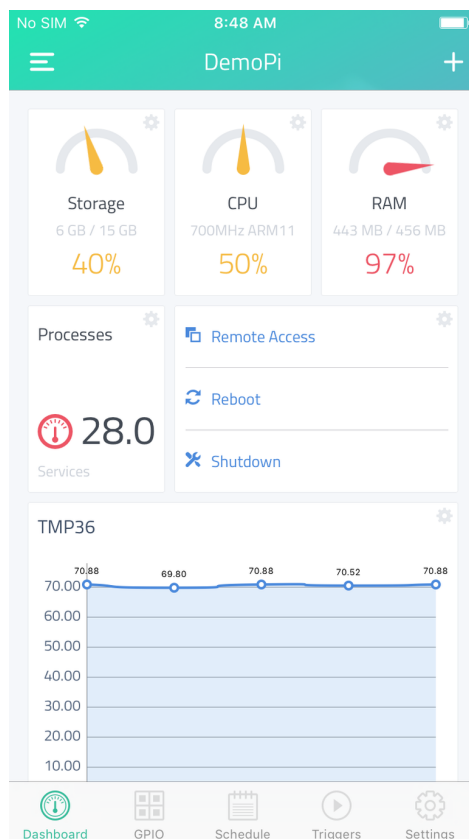 No SIM 8:48 AM
DemoPi
Storage
6 GB / 15 GB
40%
CPU
700MHz ARM11
50%
RAM
443 MB / 456 MB
97%
Processes
28.0
Services
Remote Access
Reboot
Shutdown
TMP36
70.88 69.80 70.88 70.52 70.88
70.00
60.00
50.00
40.00
30.00
20.00
10.00
Dashboard GPIO Schedule Triggers Settings